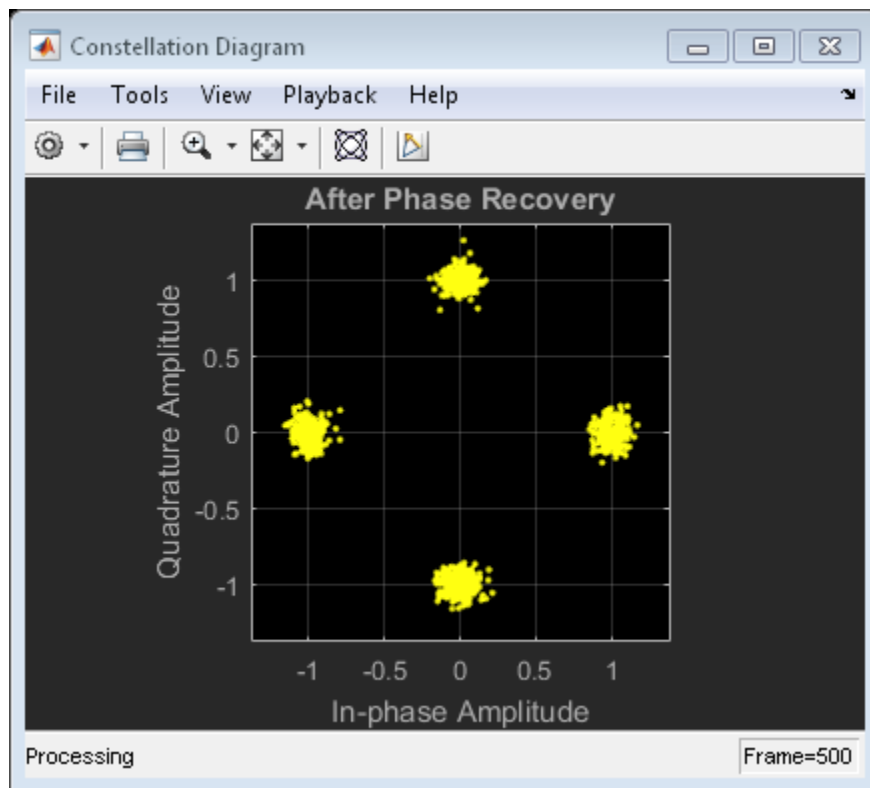 Constellation Diagram
File Tools View Playback Help
After Phase Recovery
Quadrature Amplitude
1
0.5
0
-0.5
-1
-1 -0.5 0 0.5 1
In-phase Amplitude
Processing Frame=500